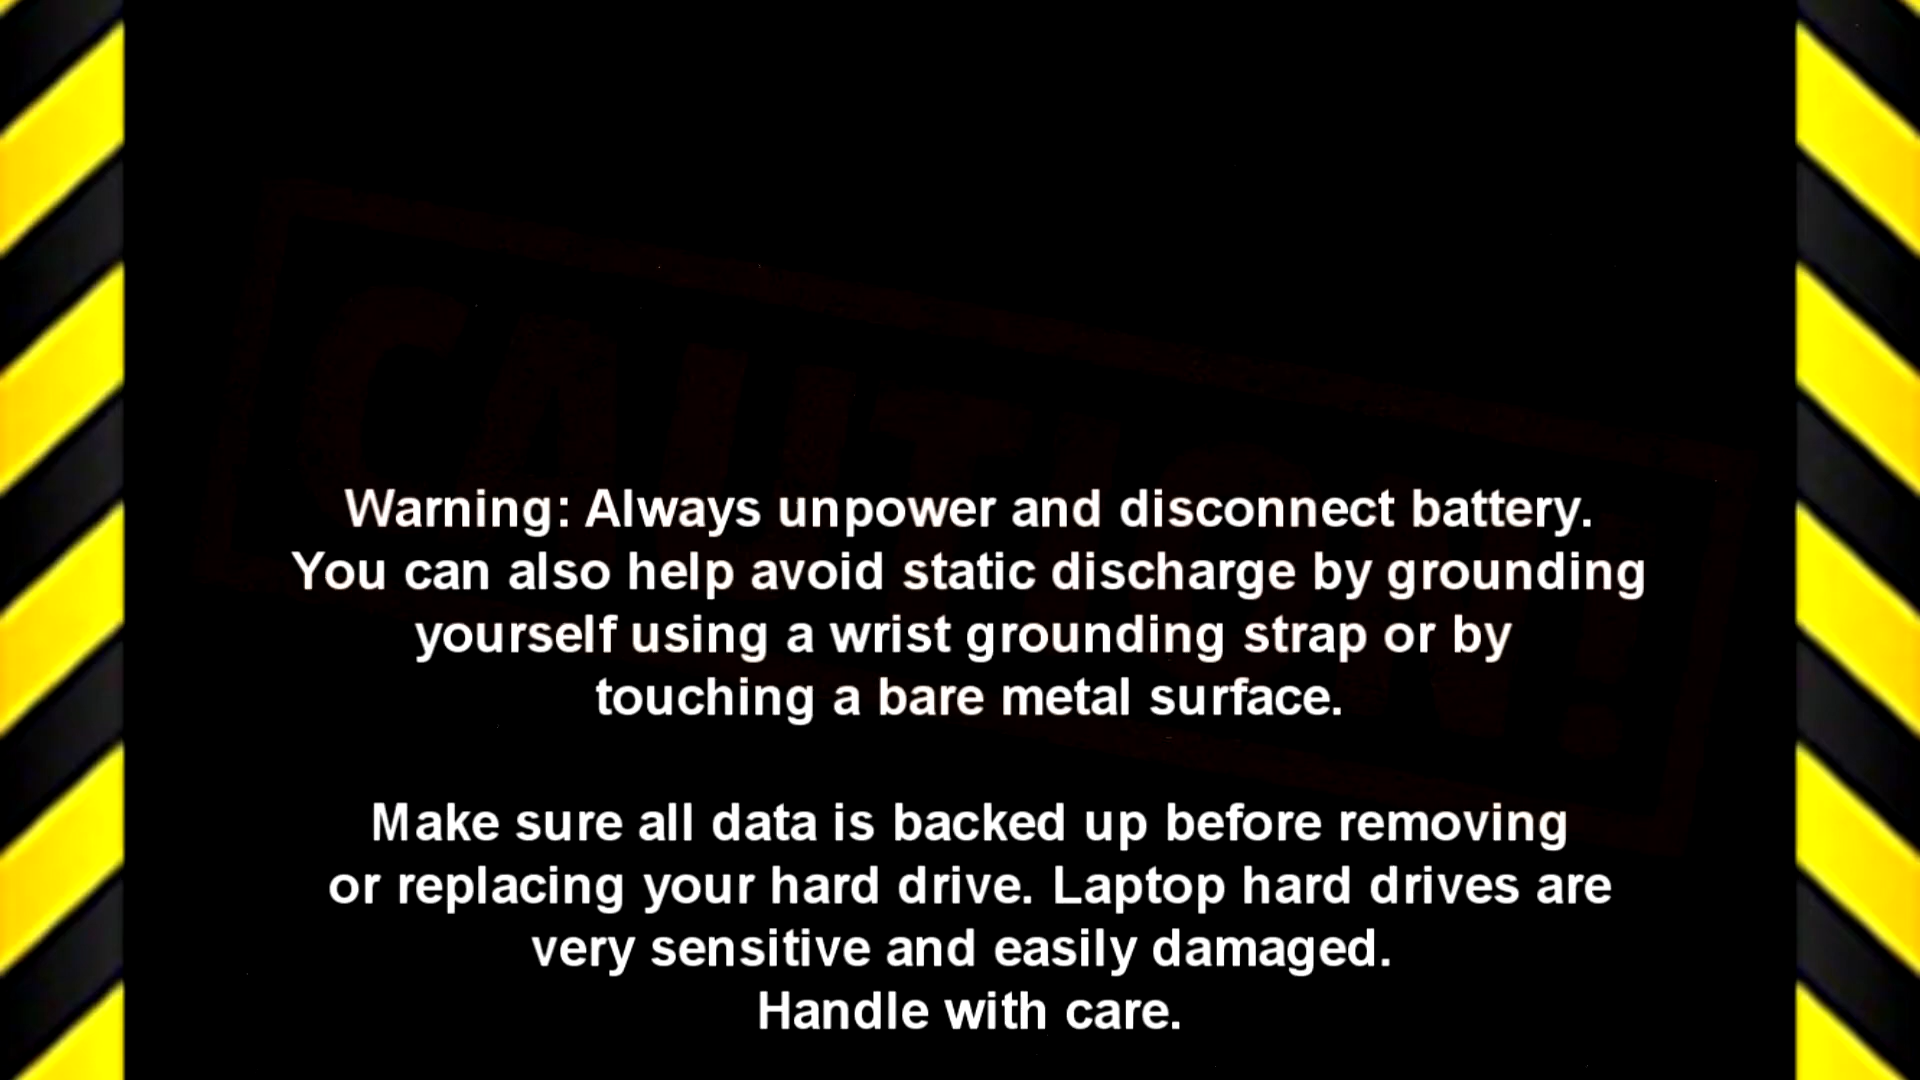 CAUTION!
Warning: Always unpower and disconnect battery.
You can also help avoid static discharge by grounding
yourself using a wrist grounding strap or by
touching a bare metal surface.
Make sure all data is backed up before removing
or replacing your hard drive. Laptop hard drives are
very sensitive and easily damaged.
Handle with care.